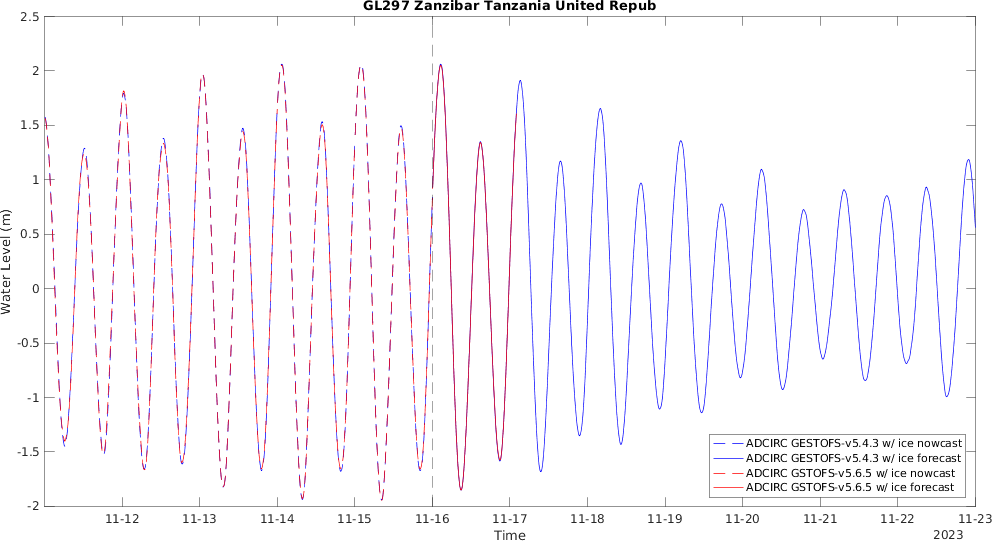 GL297 Zanzibar Tanzania United Repub
2.5
2
1.5
1
0.5
0
-0.5
-1
-1.5
-2
Water Level (m)
ADCIRC GESTOFS-v5.4.3 w/ ice nowcast
ADCIRC GESTOFS-v5.4.3 w/ ice forecast
ADCIRC GSTOFS-v5.6.5 w/ ice nowcast
ADCIRC GSTOFS-v5.6.5 w/ ice forecast
11-12 11-13 11-14 11-15 11-16 11-17 11-18 11-19 11-20 11-21 11-22 11-23
Time
2023